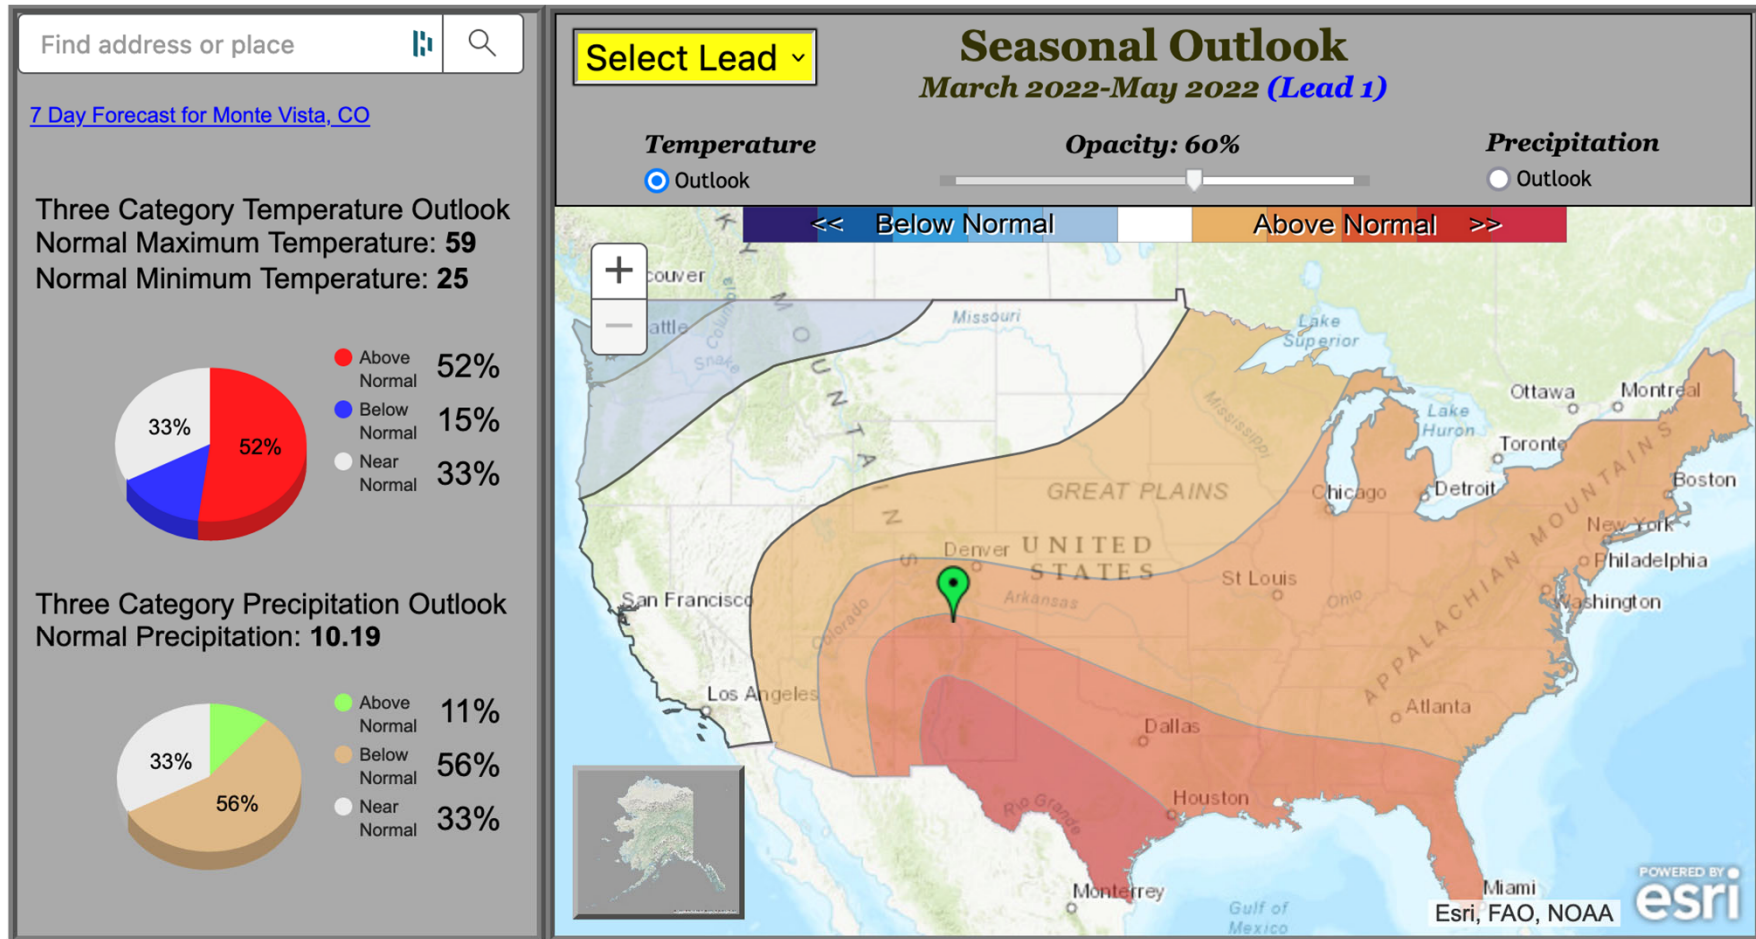 Find address or place
7 Day Forecast for Monte Vista, CO
Three Category Temperature Outlook
Normal Maximum Temperature: 59
Normal Minimum Temperature: 25
Above
Normal
52%
Below
Normal
15%
Near
Normal
33%
33%
52%
Three Category Precipitation Outlook
Normal Precipitation: 10.19
Above
Normal
11%
Below
Normal
56%
Near
Normal
33%
33%
56%
Select Lead
Seasonal Outlook
March 2022-May 2022 (Lead 1)
Temperature
Outlook
Opacity: 60%
Precipitation
Outlook
<< Below Normal
Above Normal >>
+
−
couver
attle
Columbia
Snake
Missouri
MOUNTAINS
Lake
Superior
Mississippi
Ottawa
Montreal
Lake
Huron
Toronto
GREAT PLAINS
Chicago
Detroit
Boston
New York
Philadelphia
Denver
UNITED
STATES
St Louis
Ohio
Washington
APPALACHIAN MOUNTAINS
San Francisco
Colorado
Arkansas
Los Angeles
Atlanta
Dallas
Houston
Rio Grande
Monterrey
Miami
Gulf of
Mexico
POWERED BY
esri
Esri, FAO, NOAA